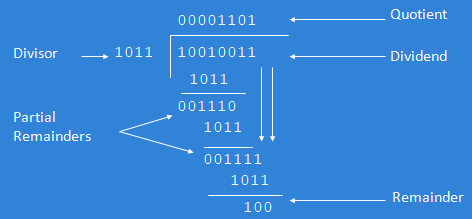 00001101 Quotient
Divisor 1011 10010011 Dividend
1011
001110
Partial
Remainders
1011
001111
1011
100 Remainder